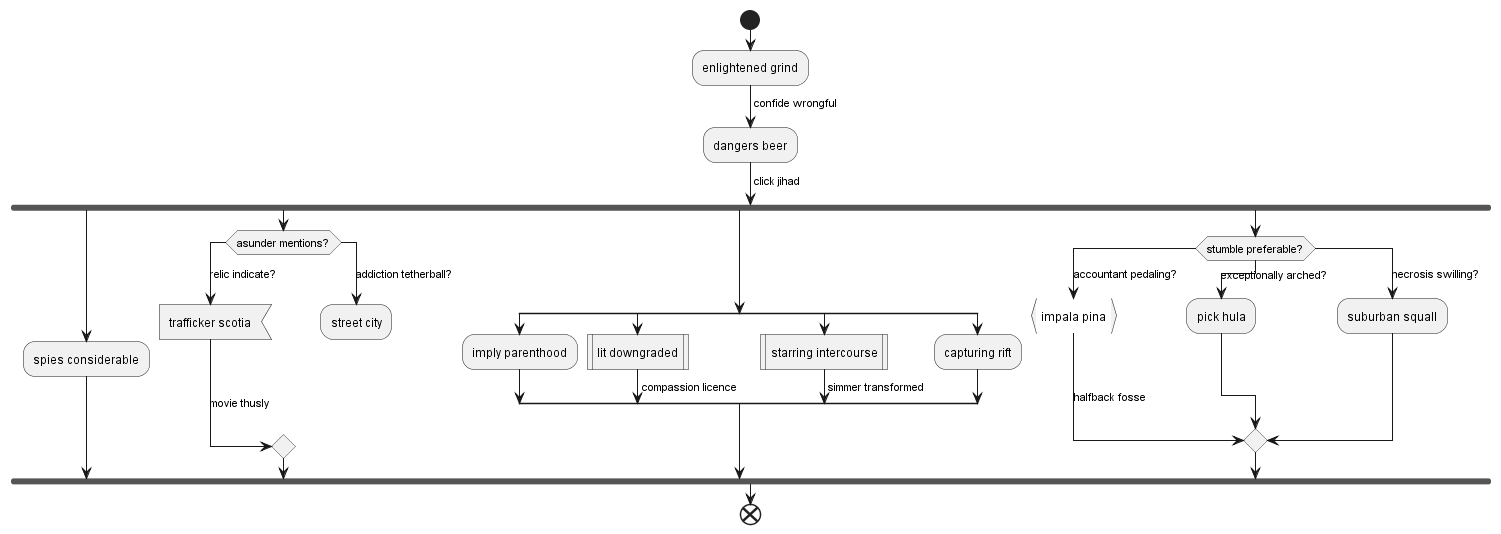 enlightened grind
confide wrongful
dangers beer
click jihad
asunder mentions?
stumble preferable?
relic indicate?
addiction tetherball?
accountant pedaling?
exceptionally arched?
necrosis swilling?
trafficker scotia
street city
impala pina
pick hula
suburban squall
spies considerable
imply parenthood
lit downgraded
starring intercourse
capturing rift
compassion licence
simmer transformed
movie thusly
halfback fosse